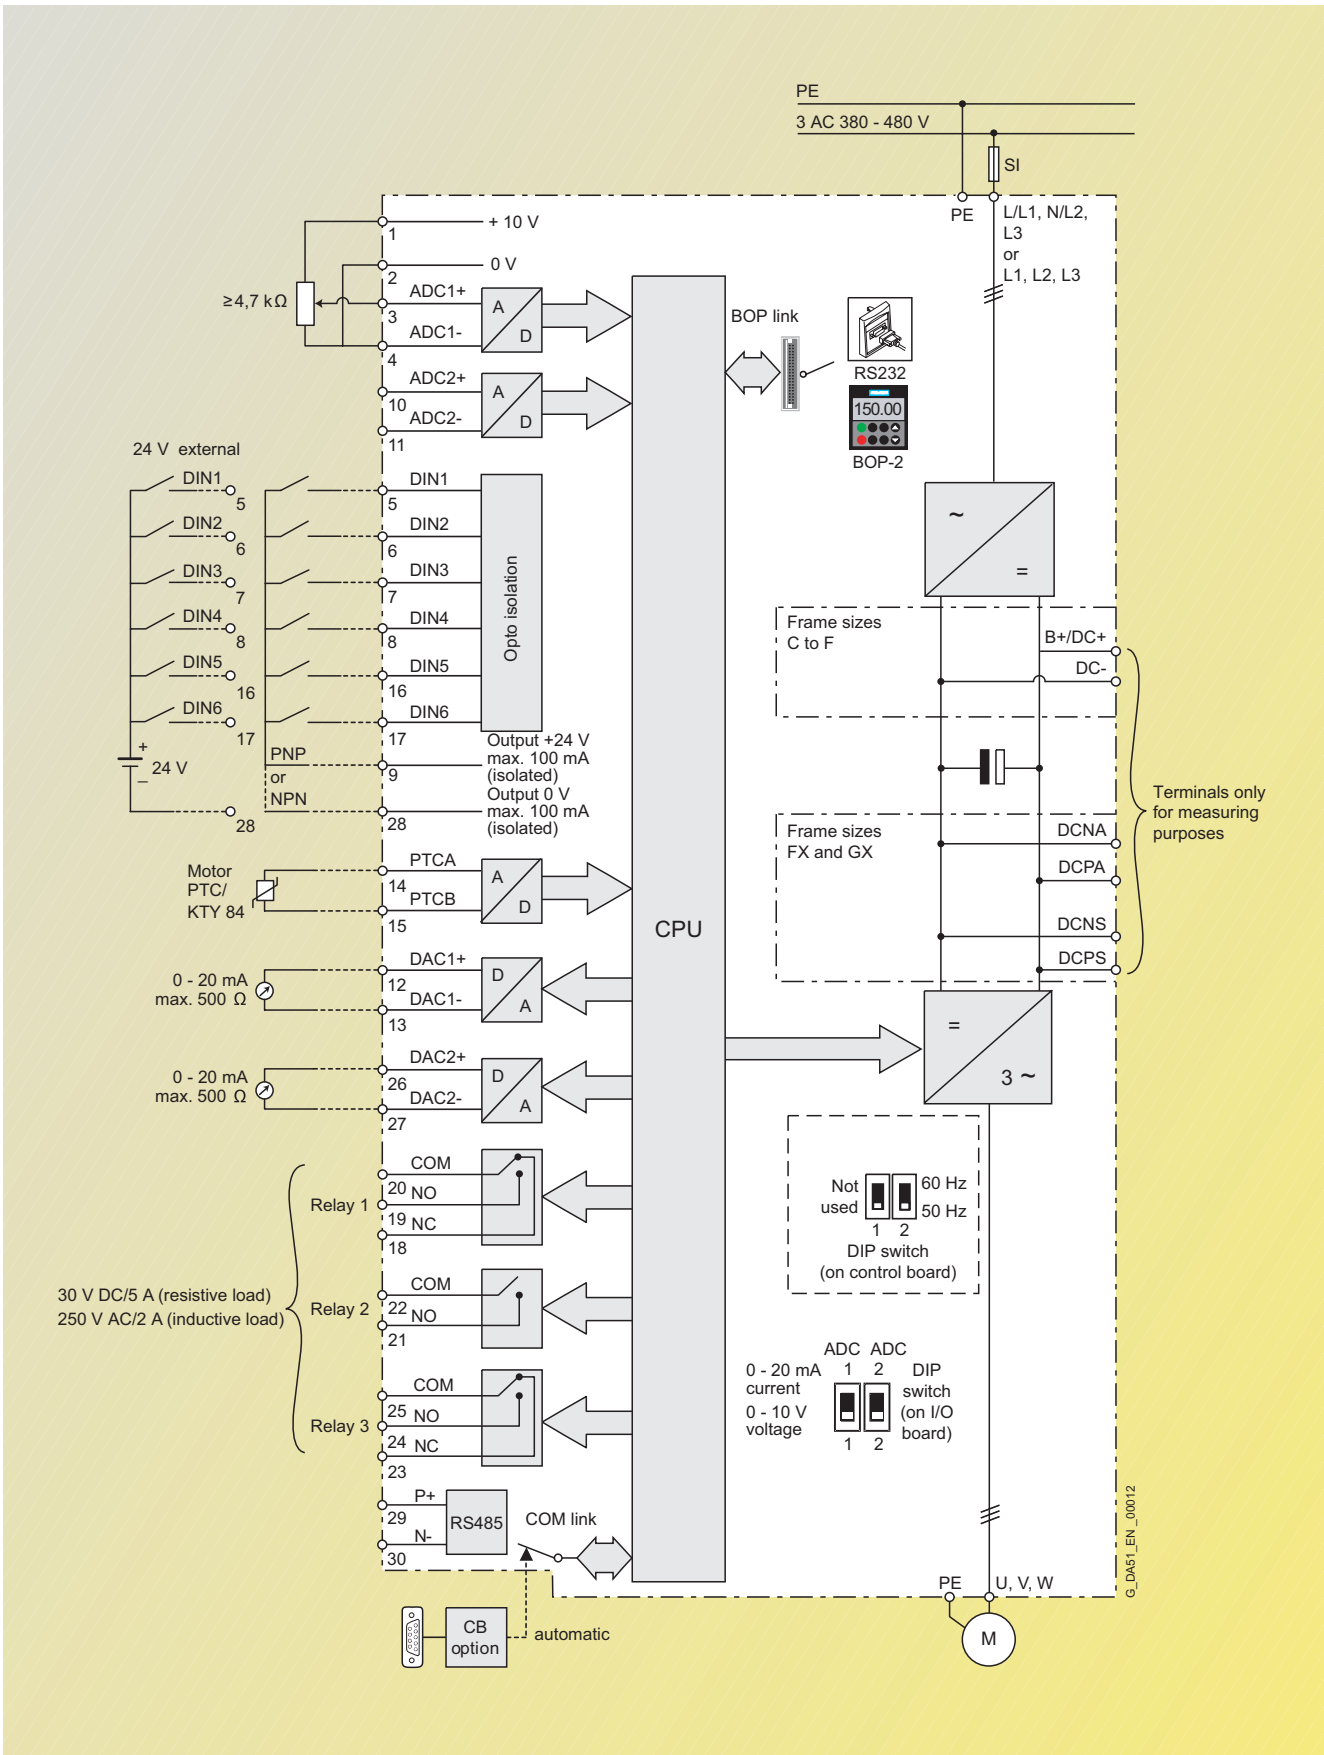 PE
3 AC 380 - 480 V
SI
PE
L/L1, N/L2,
L3
or
L1, L2, L3
1
+ 10 V
2
0 V
≥4,7 kΩ
ADC1+
3
ADC1-
4
A
D
ADC2+
10
ADC2-
11
A
D
BOP link
RS232
150.00
BOP-2
24 V external
DIN1
5
DIN2
6
DIN3
7
DIN4
8
DIN5
16
DIN6
17
+
24 V
–
28
PNP
or
NPN
DIN1
5
DIN2
6
DIN3
7
DIN4
8
DIN5
16
DIN6
17
Opto isolation
9
Output +24 V
max. 100 mA
(isolated)
28
Output 0 V
max. 100 mA
(isolated)
~
=
Frame sizes
C to F
B+/DC+
DC-
Terminals only
for measuring
purposes
Frame sizes
FX and GX
DCNA
DCPA
DCNS
DCPS
Motor
PTC/
KTY 84
PTCA
14
PTCB
15
A
D
CPU
0 - 20 mA
max. 500 Ω
DAC1+
12
DAC1-
13
D
A
=
3 ~
0 - 20 mA
max. 500 Ω
DAC2+
26
DAC2-
27
D
A
30 V DC/5 A (resistive load)
250 V AC/2 A (inductive load)
Relay 1
COM
20
NO
19
NC
18
Relay 2
COM
22
NO
21
Relay 3
COM
25
NO
24
NC
23
Not
used
60 Hz
50 Hz
1 2
DIP switch
(on control board)
ADC ADC
1 2
0 - 20 mA
current
0 - 10 V
voltage
DIP
switch
(on I/O
board)
1 2
P+
29
N-
30
RS485
COM link
CB
option
automatic
PE
U, V, W
M
G_DA51_EN_00012